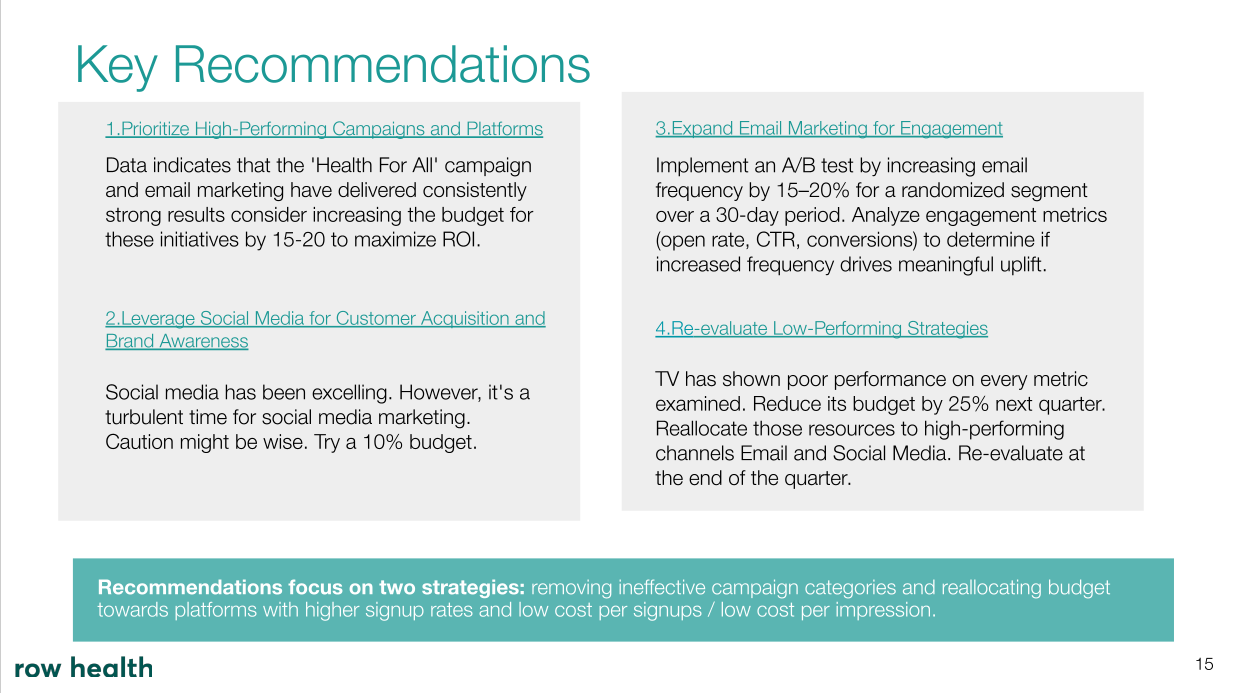 Key Recommendations
1.Prioritize High-Performing Campaigns and Platforms
Data indicates that the 'Health For All' campaign
and email marketing have delivered consistently
strong results consider increasing the budget for
these initiatives by 15-20 to maximize ROI.
2.Leverage Social Media for Customer Acquisition and
Brand Awareness
Social media has been excelling. However, it's a
turbulent time for social media marketing.
Caution might be wise. Try a 10% budget.
3.Expand Email Marketing for Engagement
Implement an A/B test by increasing email
frequency by 15–20% for a randomized segment
over a 30-day period. Analyze engagement metrics
(open rate, CTR, conversions) to determine if
increased frequency drives meaningful uplift.
4.Re-evaluate Low-Performing Strategies
TV has shown poor performance on every metric
examined. Reduce its budget by 25% next quarter.
Reallocate those resources to high-performing
channels Email and Social Media. Re-evaluate at
the end of the quarter.
Recommendations focus on two strategies: removing ineffective campaign categories and reallocating budget
towards platforms with higher signup rates and low cost per signups / low cost per impression.
row health
15